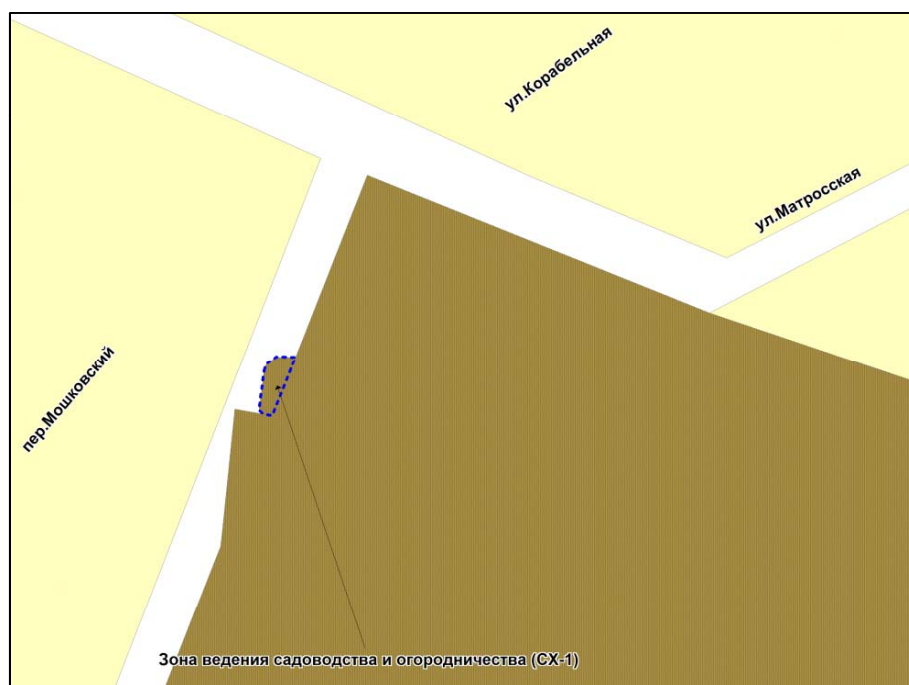 ул.Корабельная
ул.Матросская
пер.Мошковский
Зона ведения садоводства и огородничества (СХ-1)